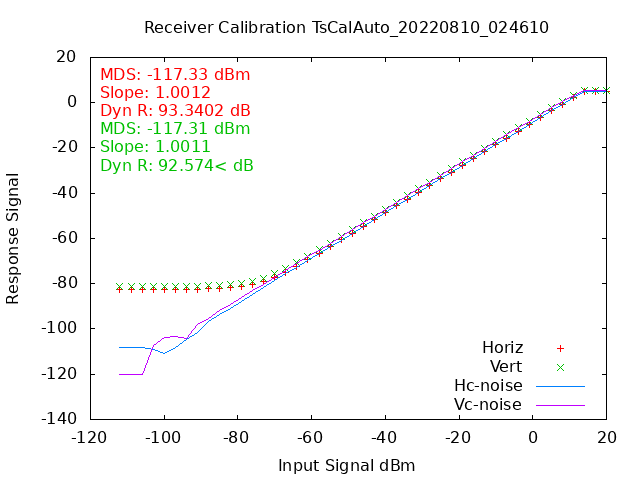 Receiver Calibration TsCalAuto_20220810_024610
20
MDS: -117.33 dBm
Slope: 1.0012
Dyn R: 93.3402 dB
MDS: -117.31 dBm
Slope: 1.0011
Dyn R: 92.574< dB
0
-20
-40
-60
-80
-100
-120
-140
Response Signal
Horiz
Vert
Hc-noise
Vc-noise
-120
-100
-80
-60
-40
-20
0
20
Input Signal dBm